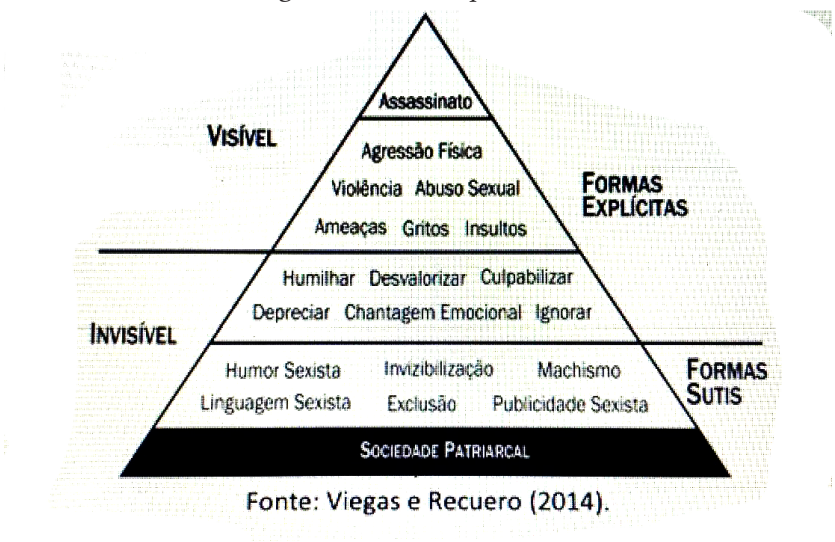 Assassinato
VISÍVEL
Agressão Física
Violência Abuso Sexual
FORMAS
EXPLÍCITAS
Ameaças Gritos Insultos
Humilhar Desvalorizar Culpabilizar
Depreciar Chantagem Emocional Ignorar
INVISÍVEL
Humor Sexista Invizibilização Machismo
FORMAS
SUTIS
Linguagem Sexista Exclusão Publicidade Sexista
SOCIEDADE PATRIARCAL
Fonte: Viegas e Recuero (2014).